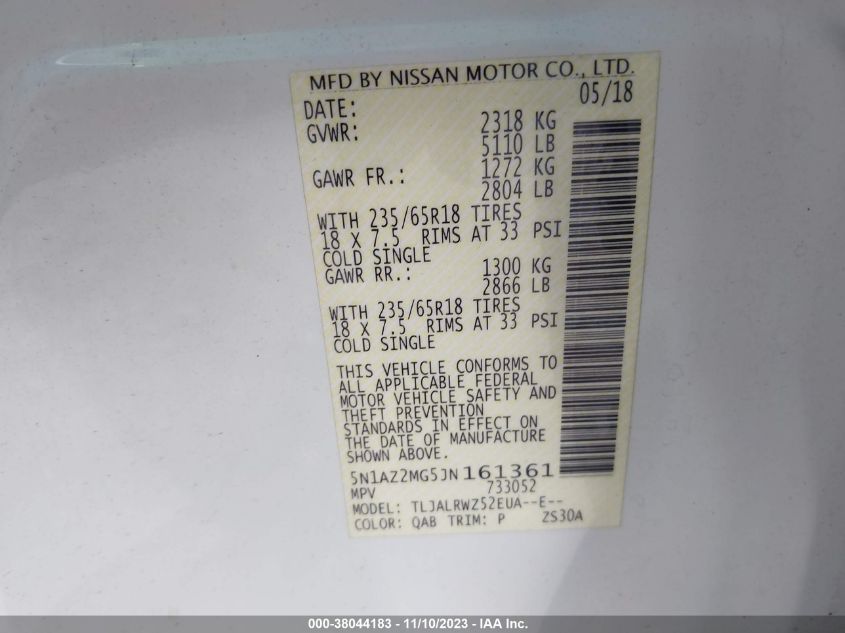 MFD BY NISSAN MOTOR CO., LTD.
DATE: 05/18
GVWR: 2318 KG
5110 LB
GAWR FR.: 1272 KG
2804 LB
WITH 235/65R18 TIRES
18 X 7.5 RIMS AT 33 PSI
COLD SINGLE
GAWR RR.: 1300 KG
2866 LB
WITH 235/65R18 TIRES
18 X 7.5 RIMS AT 33 PSI
COLD SINGLE
THIS VEHICLE CONFORMS TO
ALL APPLICABLE FEDERAL
MOTOR VEHICLE SAFETY AND
THEFT PREVENTION
STANDARDS IN EFFECT ON
THE DATE OF MANUFACTURE
SHOWN ABOVE.
5N1AZ2MG5JN161361
MPV 733052
MODEL: TLJALRWZ52EUA--E--
COLOR: QAB TRIM: P ZS30A
000-38044183 - 11/10/2023 - IAA Inc.